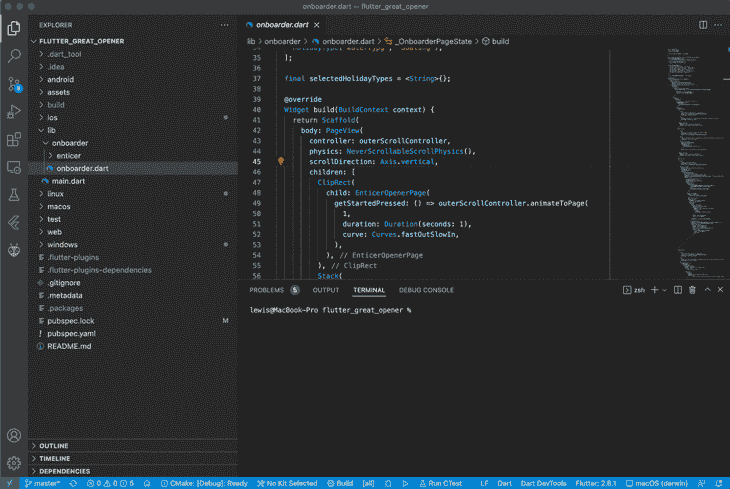 onboarder.dart — flutter_great_opener
EXPLORER
onboarder.dart
FLUTTER_GREAT_OPENER
lib > onboarder > onboarder.dart > _OnboarderPageState > build
.dart_tool
.idea
android
assets
build
ios
lib
onboarder
enticer
onboarder.dart
main.dart
linux
macos
test
web
windows
.flutter-plugins
.flutter-plugins-dependencies
.gitignore
.metadata
.packages
pubspec.lock M
pubspec.yaml
README.md
OUTLINE
TIMELINE
DEPENDENCIES
35 ];
36
37 final selectedHolidayTypes = <String>{};
38
39 @override
40 Widget build(BuildContext context) {
41 return Scaffold(
42 body: PageView(
43 controller: outerScrollController,
44 physics: NeverScrollableScrollPhysics(),
45 scrollDirection: Axis.vertical,
46 children: [
47 ClipRect(
48 child: EnticerOpenerPage(
49 getStartedPressed: () => outerScrollController.animateToPage(
50 1,
51 duration: Duration(seconds: 1),
52 curve: Curves.fastOutSlowIn,
53 ),
54 ), // EnticerOpenerPage
55 ), // ClipRect
56 Stack(
PROBLEMS 5 OUTPUT TERMINAL DEBUG CONSOLE zsh
lewis@MacBook-Pro flutter_great_opener %
master* 0 0 5 CMake: [Debug]: Ready No Kit Selected Build [all] Run CTest LF Dart Dart DevTools Flutter: 2.8.1 macOS (darwin)